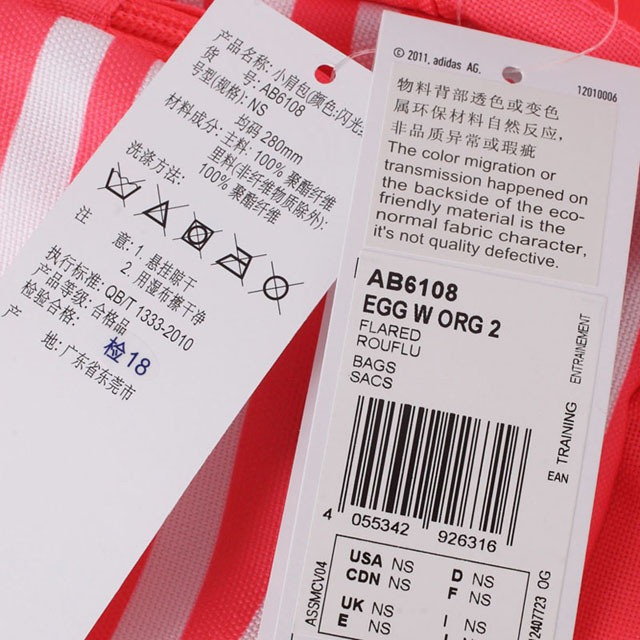 产品名称:小肩包(颜色:闪光
货 号:AB6108
号型(规格):NS
均码 280mm
材料成分:主料:100% 聚酯纤维
里料(非纤维物质除外):
100% 聚酯纤维
洗涤方法:
注 意:1. 悬挂晾干
2. 用湿布擦干净
执行标准:QB/T 1333-2010
产品等级:合格品
检验合格:
检18
产 地:广东省东莞市
© 2011, adidas AG.
12010006
物料背部透色或变色
属环保材料自然反应,
非品质异常或瑕疵
The color migration or
transmission happened on
the backside of the eco-
friendly material is the
normal fabric character,
it's not quality defective.
AB6108
EGG W ORG 2
FLARED
ROUFLU
BAGS
SACS
TRAINING ENTRAINEMENT
EAN
4 055342 926316
USA NS D NS
CDN NS F NS
UK NS I NS
E NS
ASSMCV04
2407723 OG